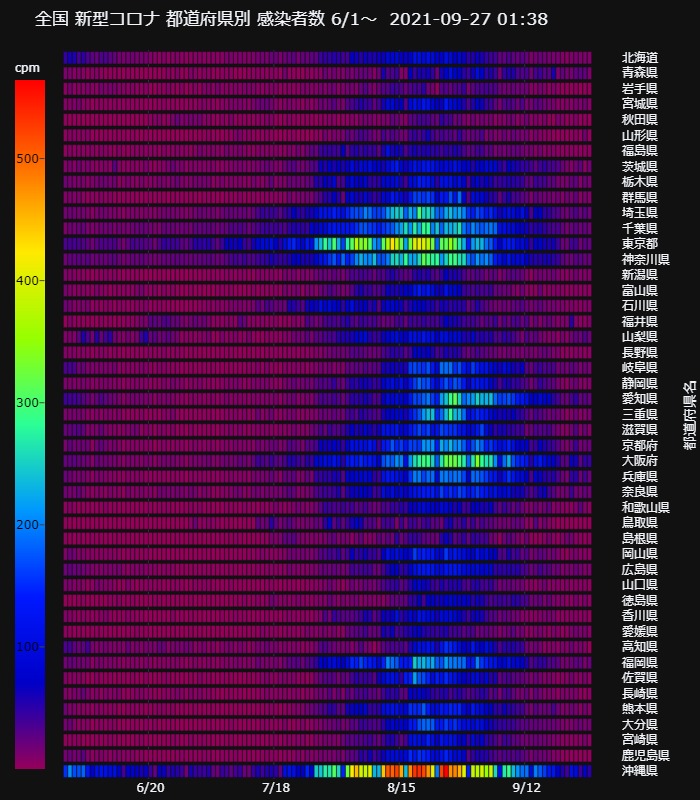 全国 新型コロナ 都道府県別 感染者数 6/1～ 2021-09-27 01:38
cpm
500
400
300
200
100
北海道
青森県
岩手県
宮城県
秋田県
山形県
福島県
茨城県
栃木県
群馬県
埼玉県
千葉県
東京都
神奈川県
新潟県
富山県
石川県
福井県
山梨県
長野県
岐阜県
静岡県
愛知県
三重県
滋賀県
京都府
大阪府
兵庫県
奈良県
和歌山県
鳥取県
島根県
岡山県
広島県
山口県
徳島県
香川県
愛媛県
高知県
福岡県
佐賀県
長崎県
熊本県
大分県
宮崎県
鹿児島県
沖縄県
都道府県名
6/20
7/18
8/15
9/12